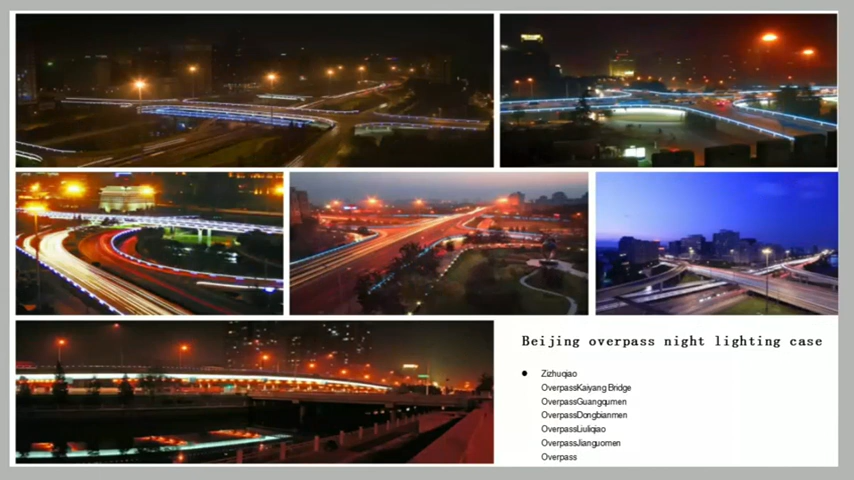 Beijing overpass night lighting case
● Zizhuqiao
OverpassKaiyang Bridge
OverpassGuangqumen
OverpassDongbianmen
OverpassLiuliqiao
OverpassJianguomen
Overpass